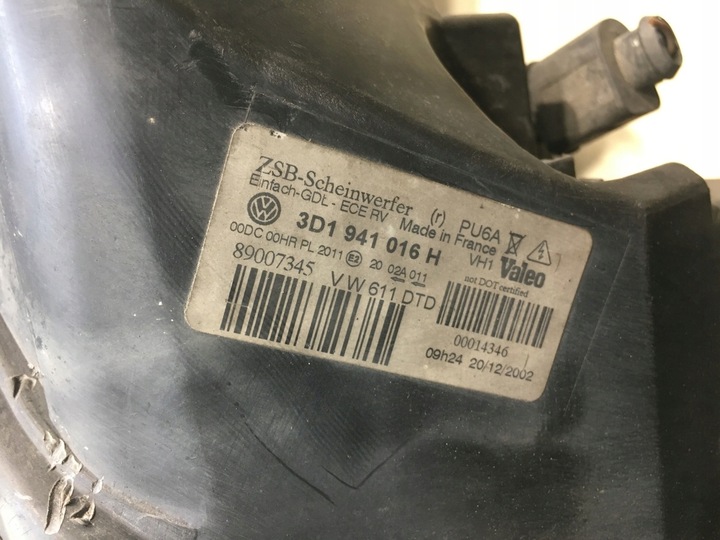 ZSB-Scheinwerfer (r) PU6A
Einfach-GDL - ECE RV Made in France VH1 Valeo
3D1 941 016 H
not DOT certified
00DC 00HR PL 2011 E2 20 02A 011
89007345 VW 611 DTD
00014346
09h24 20/12/2002